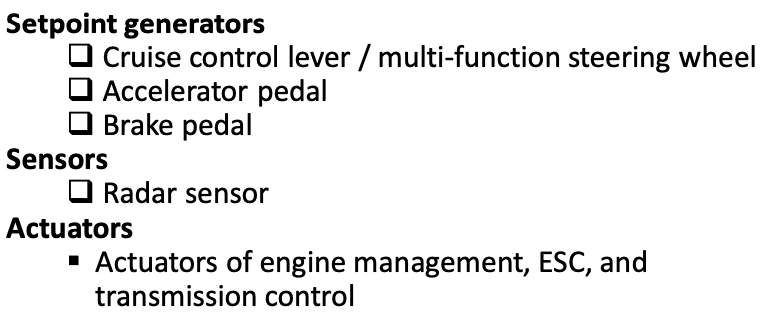 Setpoint generators
❑ Cruise control lever / multi-function steering wheel
❑ Accelerator pedal
❑ Brake pedal
Sensors
❑ Radar sensor
Actuators
▪ Actuators of engine management, ESC, and
transmission control